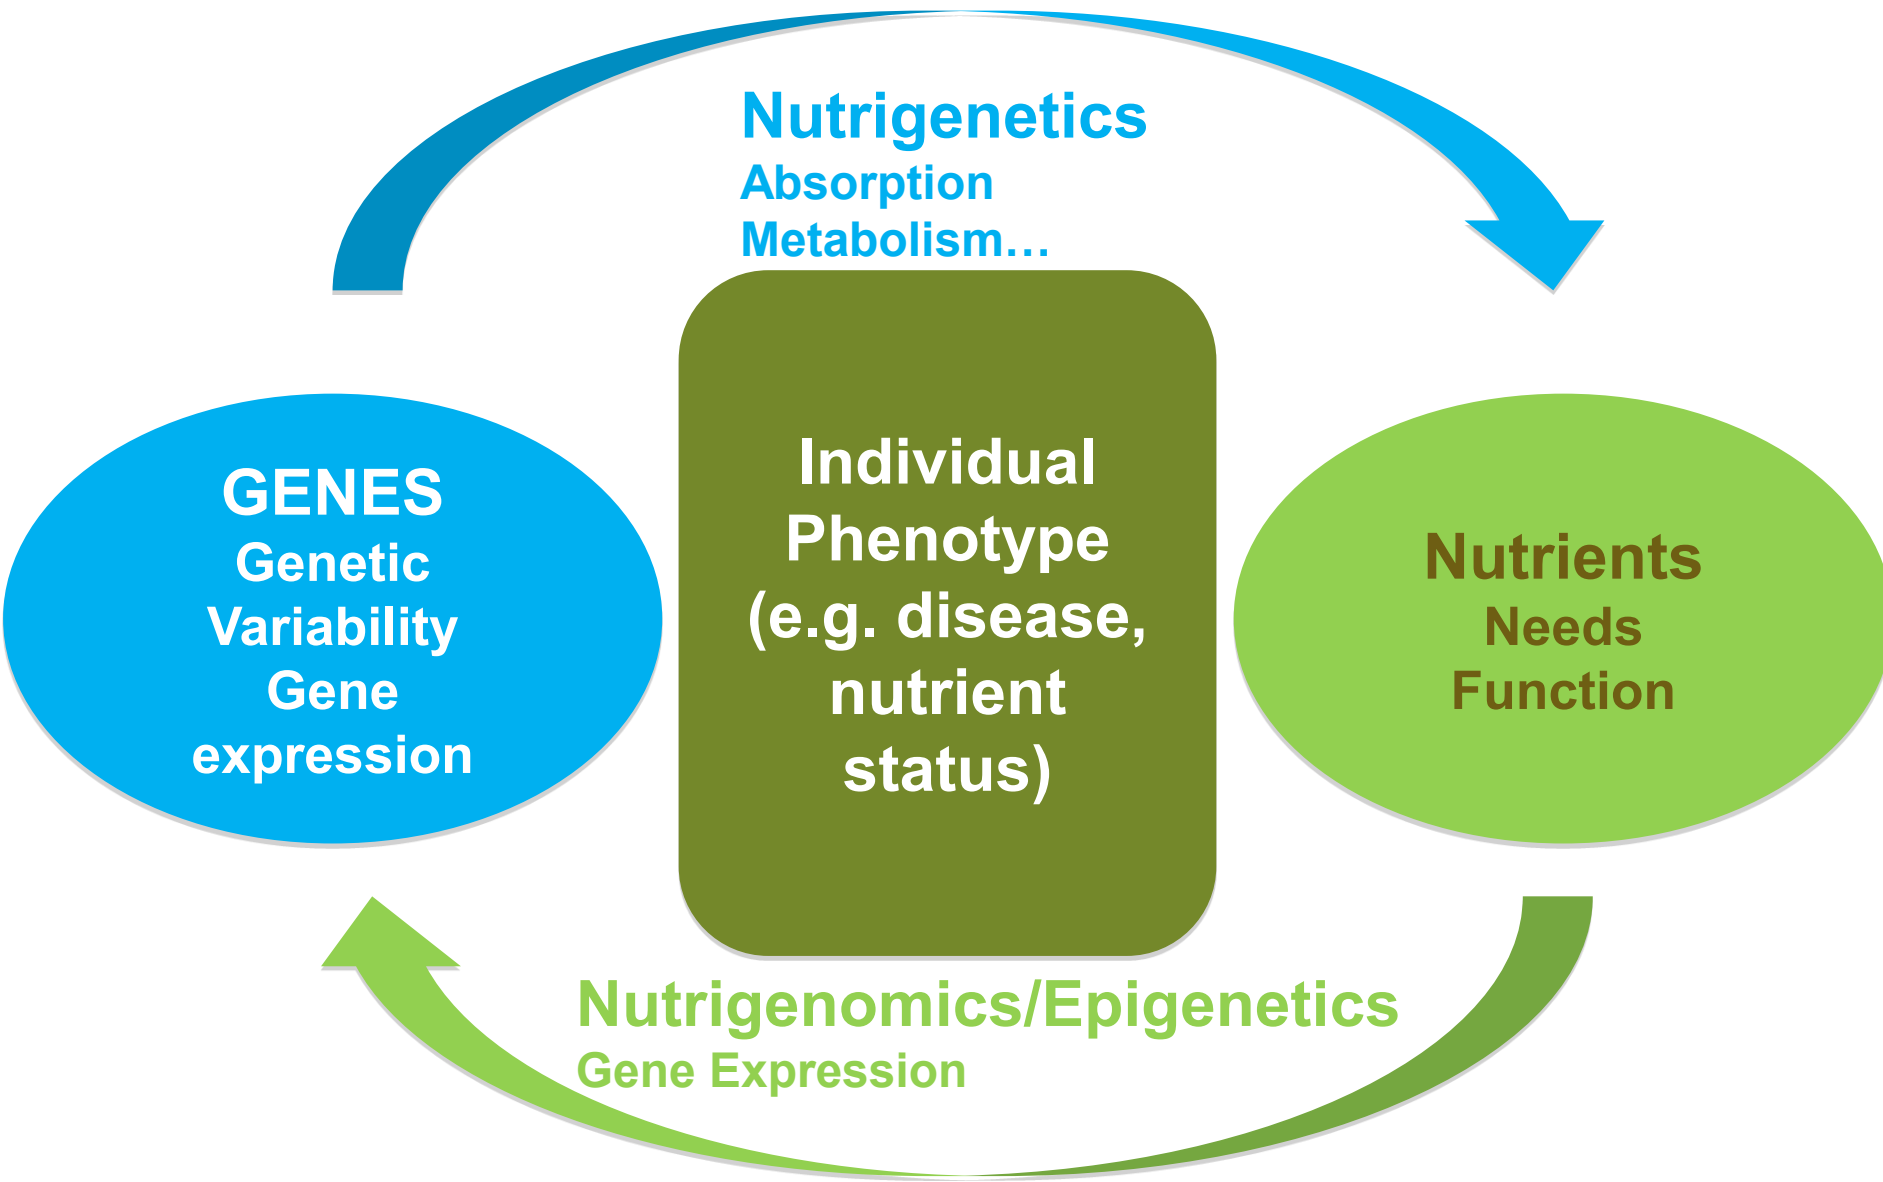 Nutrigenetics
Absorption
Metabolism…
GENES
Genetic
Variability
Gene
expression
Individual
Phenotype
(e.g. disease,
nutrient
status)
Nutrients
Needs
Function
Nutrigenomics/Epigenetics
Gene Expression